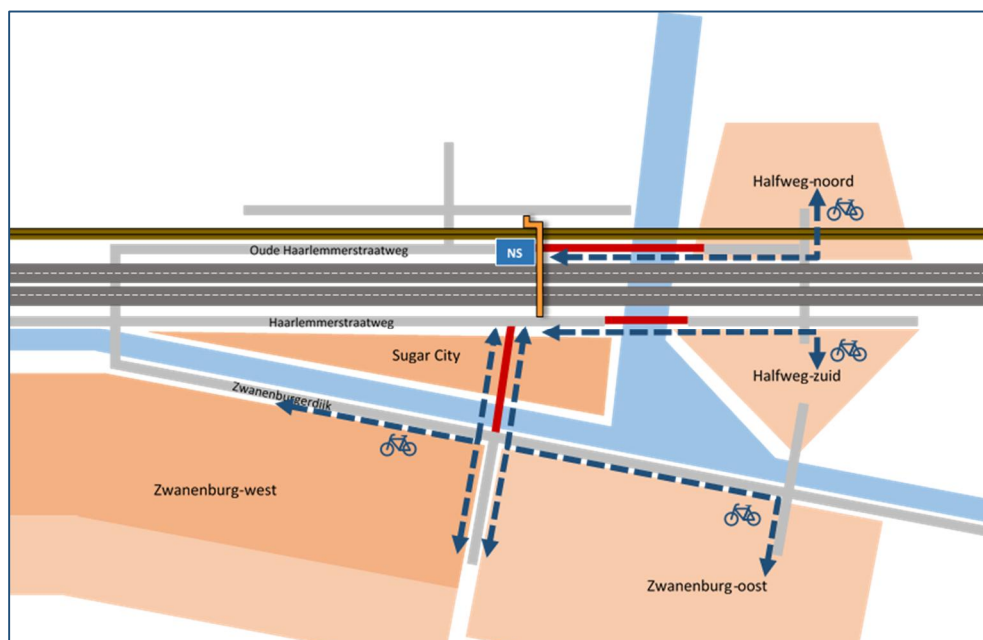 Halfweg-noord
Oude Haarlemmerstraatweg
NS
Haarlemmerstraatweg
Sugar City
Halfweg-zuid
Zwanenburgerdijk
Zwanenburg-west
Zwanenburg-oost